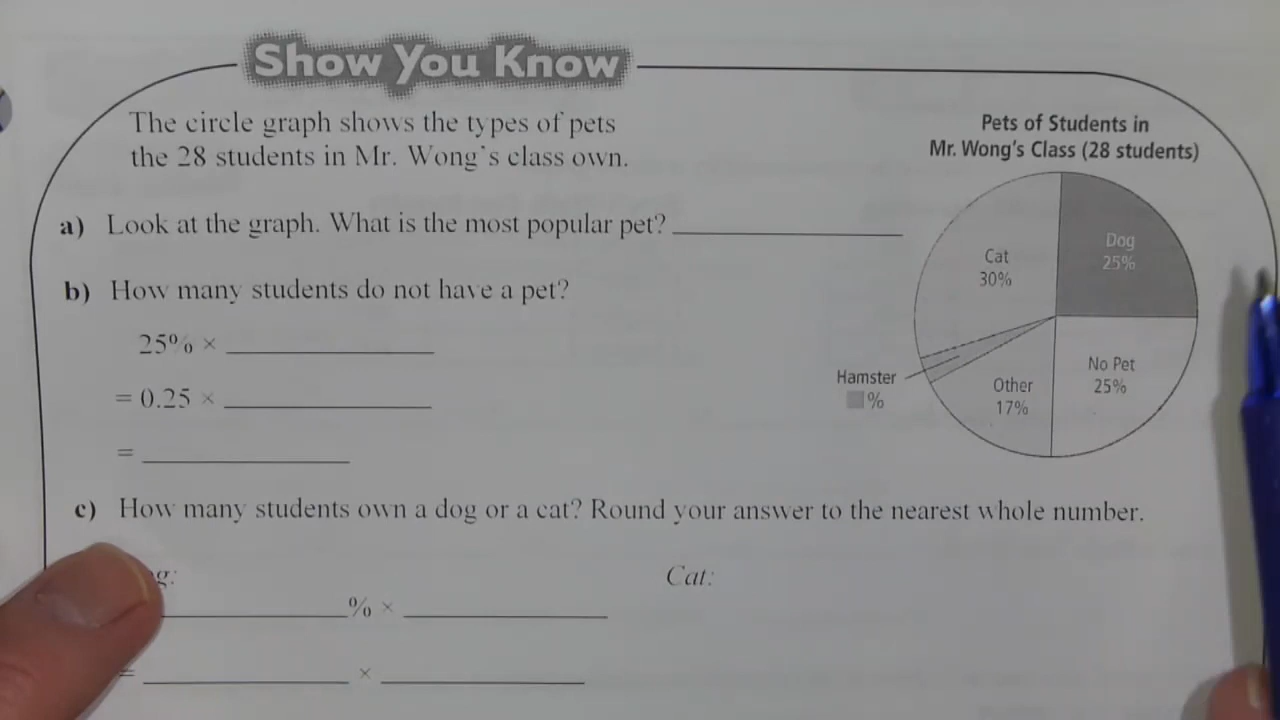 Show You Know
The circle graph shows the types of pets
the 28 students in Mr. Wong's class own.
a) Look at the graph. What is the most popular pet?
b) How many students do not have a pet?
25% ×
= 0.25 ×
=
Pets of Students in
Mr. Wong's Class (28 students)
Cat
30%
Dog
25%
Hamster
%
Other
17%
No Pet
25%
c) How many students own a dog or a cat? Round your answer to the nearest whole number.
g:
Cat:
% ×
= ×